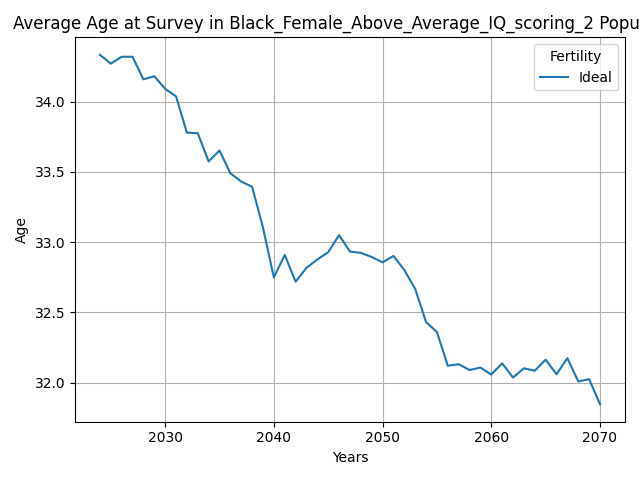 Average Age at Survey in Black_Female_Above_Average_IQ_scoring_2 Popu
Fertility
Ideal
34.0
33.5
33.0
32.5
32.0
Age
2030 2040 2050 2060 2070
Years